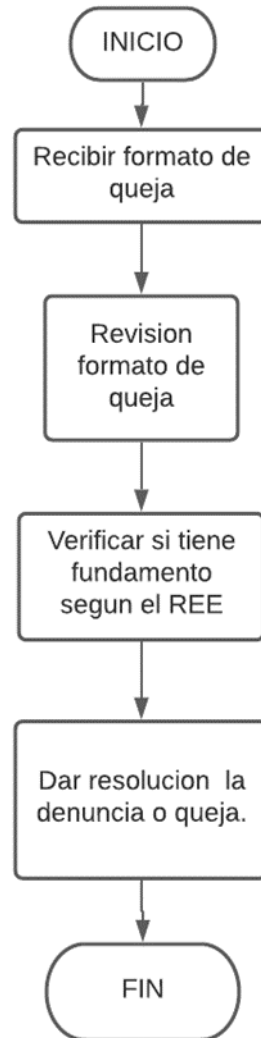 INICIO
Recibir formato de
queja
Revision
formato de
queja
Verificar si tiene
fundamento
segun el REE
Dar resolucion  la
denuncia o queja.
FIN